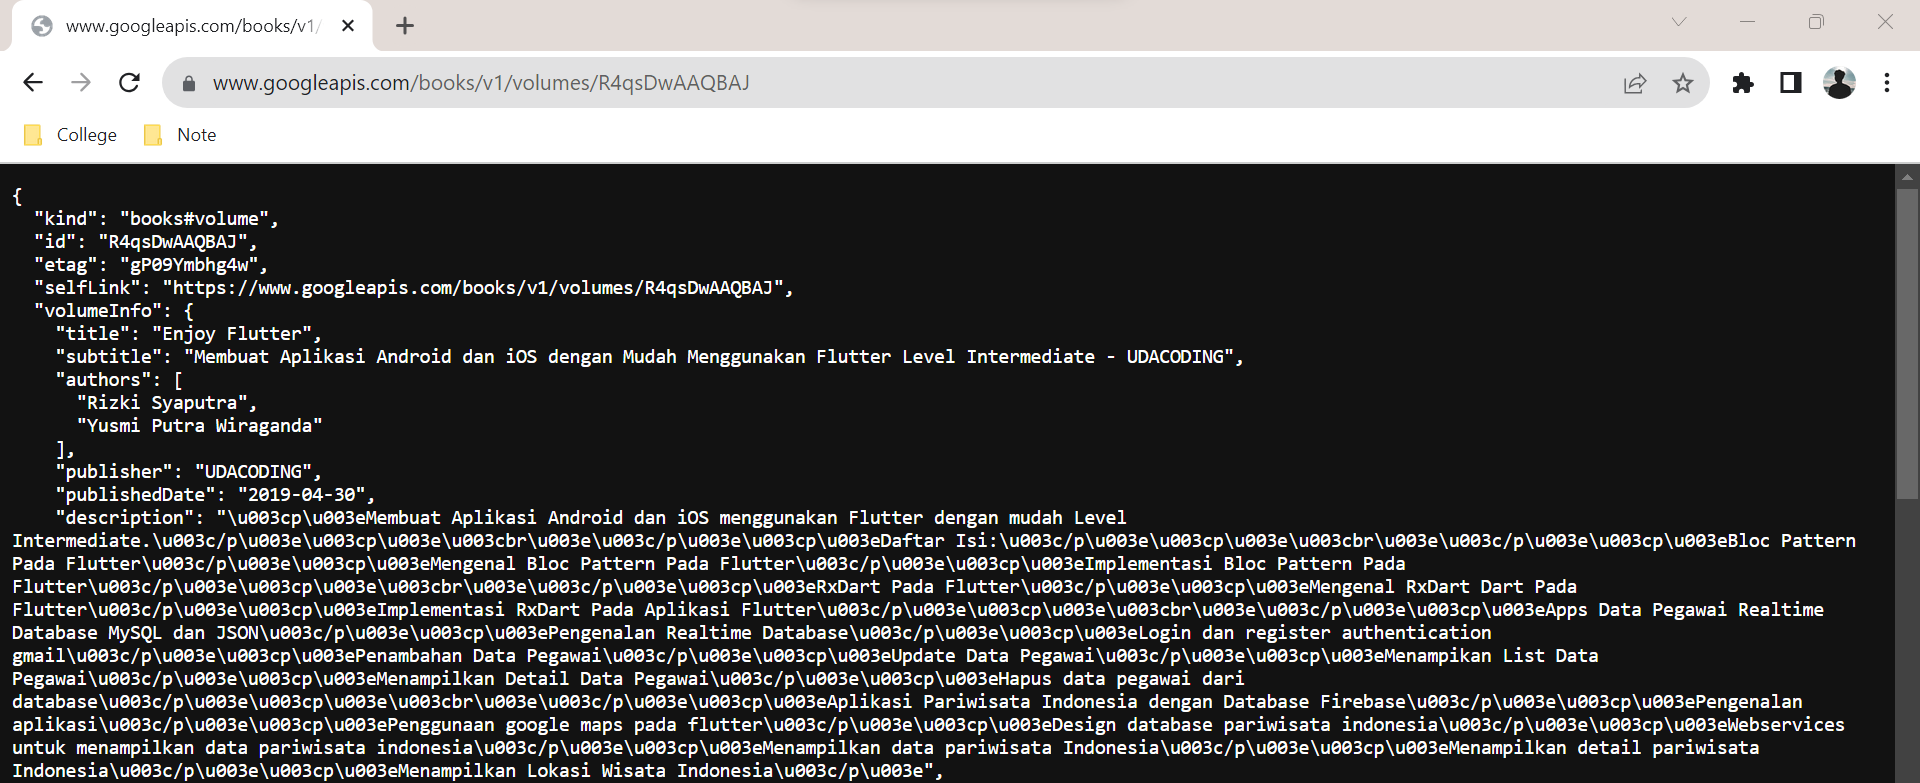 www.googleapis.com/books/v1/
www.googleapis.com/books/v1/volumes/R4qsDwAAQBAJ
College Note
{
"kind": "books#volume",
"id": "R4qsDwAAQBAJ",
"etag": "gP09Ymbhg4w",
"selfLink": "https://www.googleapis.com/books/v1/volumes/R4qsDwAAQBAJ",
"volumeInfo": {
"title": "Enjoy Flutter",
"subtitle": "Membuat Aplikasi Android dan iOS dengan Mudah Menggunakan Flutter Level Intermediate - UDACODING",
"authors": [
"Rizki Syaputra",
"Yusmi Putra Wiraganda"
],
"publisher": "UDACODING",
"publishedDate": "2019-04-30",
"description": "\u003cp\u003eMembuat Aplikasi Android dan iOS menggunakan Flutter dengan mudah Level
Intermediate.\u003c/p\u003e\u003cp\u003e\u003cbr\u003e\u003c/p\u003e\u003cp\u003eDaftar Isi:\u003c/p\u003e\u003cp\u003e\u003cbr\u003e\u003c/p\u003e\u003cp\u003eBloc Pattern
Pada Flutter\u003c/p\u003e\u003cp\u003eMengenal Bloc Pattern Pada Flutter\u003c/p\u003e\u003cp\u003eImplementasi Bloc Pattern Pada
Flutter\u003c/p\u003e\u003cp\u003e\u003cbr\u003e\u003c/p\u003e\u003cp\u003eRxDart Pada Flutter\u003c/p\u003e\u003cp\u003eMengenal RxDart Dart Pada
Flutter\u003c/p\u003e\u003cp\u003eImplementasi RxDart Pada Aplikasi Flutter\u003c/p\u003e\u003cp\u003e\u003cbr\u003e\u003c/p\u003e\u003cp\u003eApps Data Pegawai Realtime
Database MySQL dan JSON\u003c/p\u003e\u003cp\u003ePengenalan Realtime Database\u003c/p\u003e\u003cp\u003eLogin dan register authentication
gmail\u003c/p\u003e\u003cp\u003ePenambahan Data Pegawai\u003c/p\u003e\u003cp\u003eUpdate Data Pegawai\u003c/p\u003e\u003cp\u003eMenampikan List Data
Pegawai\u003c/p\u003e\u003cp\u003eMenampilkan Detail Data Pegawai\u003c/p\u003e\u003cp\u003eHapus data pegawai dari
database\u003c/p\u003e\u003cp\u003e\u003cbr\u003e\u003c/p\u003e\u003cp\u003eAplikasi Pariwisata Indonesia dengan Database Firebase\u003c/p\u003e\u003cp\u003ePengenalan
aplikasi\u003c/p\u003e\u003cp\u003ePenggunaan google maps pada flutter\u003c/p\u003e\u003cp\u003eDesign database pariwisata indonesia\u003c/p\u003e\u003cp\u003eWebservices
untuk menampilkan data pariwisata indonesia\u003c/p\u003e\u003cp\u003eMenampilkan data pariwisata Indonesia\u003c/p\u003e\u003cp\u003eMenampilkan detail pariwisata
Indonesia\u003c/p\u003e\u003cp\u003eMenampilkan Lokasi Wisata Indonesia\u003c/p\u003e",